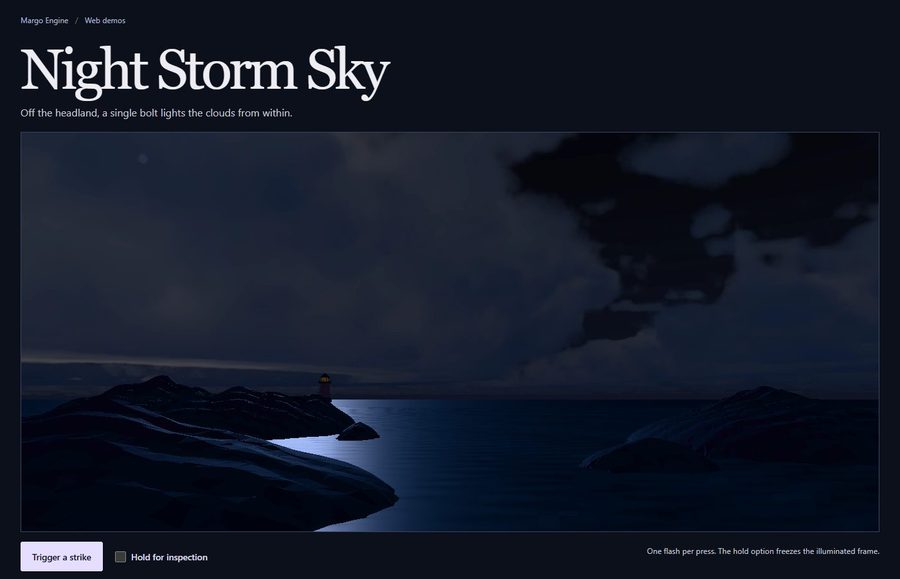 Margo Engine / Web demos
Night Storm Sky
Off the headland, a single bolt lights the clouds from within.
Trigger a strike
Hold for inspection
One flash per press. The hold option freezes the illuminated frame.